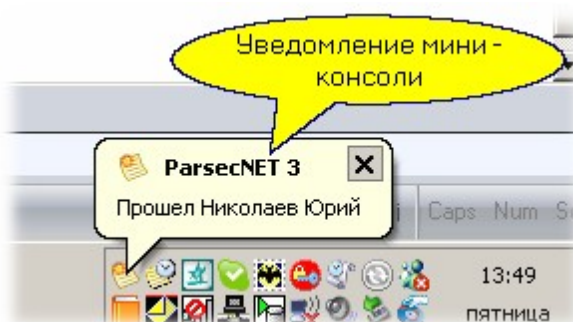 Уведомление мини -
консоли
ParsecNET 3
Прошел Николаев Юрий
Caps Num
13:49
пятница